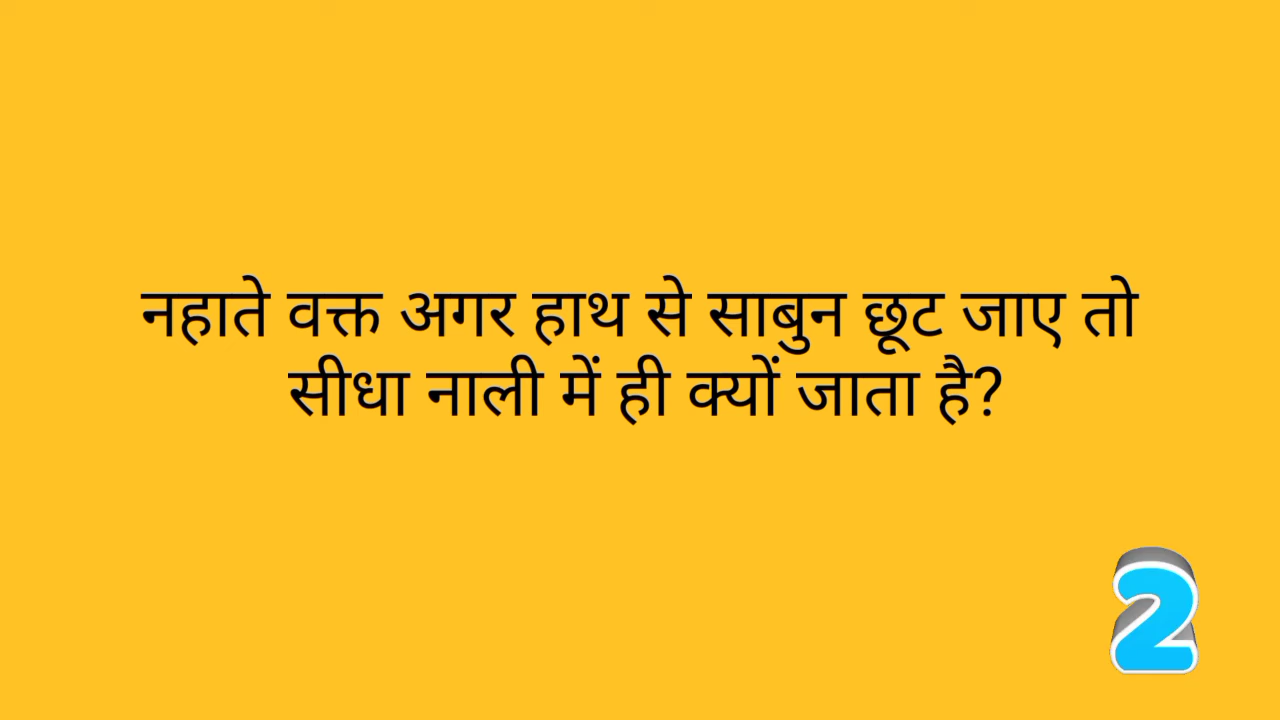 नहाते वक्त अगर हाथ से साबुन छूट जाए तो
सीधा नाली में ही क्यों जाता है?
2